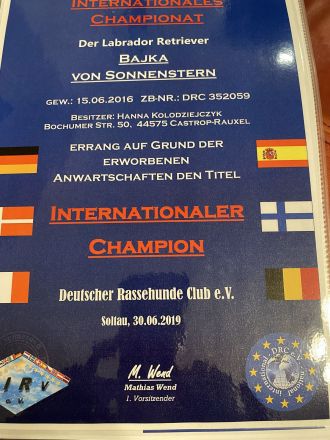 INTERNATIONALES
CHAMPIONAT
Der Labrador Retriever
BAJKA
VON SONNENSTERN
GEW.: 15.06.2016 ZB-NR.: DRC 352059
BESITZER: HANNA KOLODZIEJCZYK
BOCHUMER STR. 50, 44575 CASTROP-RAUXEL
ERRANG AUF GRUND DER
ERWORBENEN
ANWARTSCHAFTEN DEN TITEL
INTERNATIONALER
CHAMPION
Deutscher Rassehunde Club e.V.
Soltau, 30.06.2019
M. Wend
Mathias Wend
1. Vorsitzender
IRV
e.V.
DRC e.V.